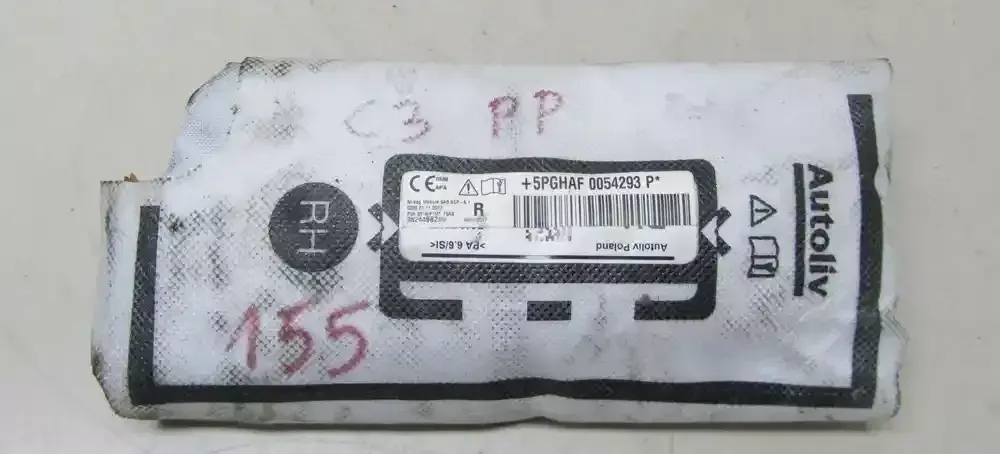 C3 PP
RH
155
CE
+5PGHAF 0054293 P*
R
Autoliv Poland
>PA 6.6/SI<
Autoliv